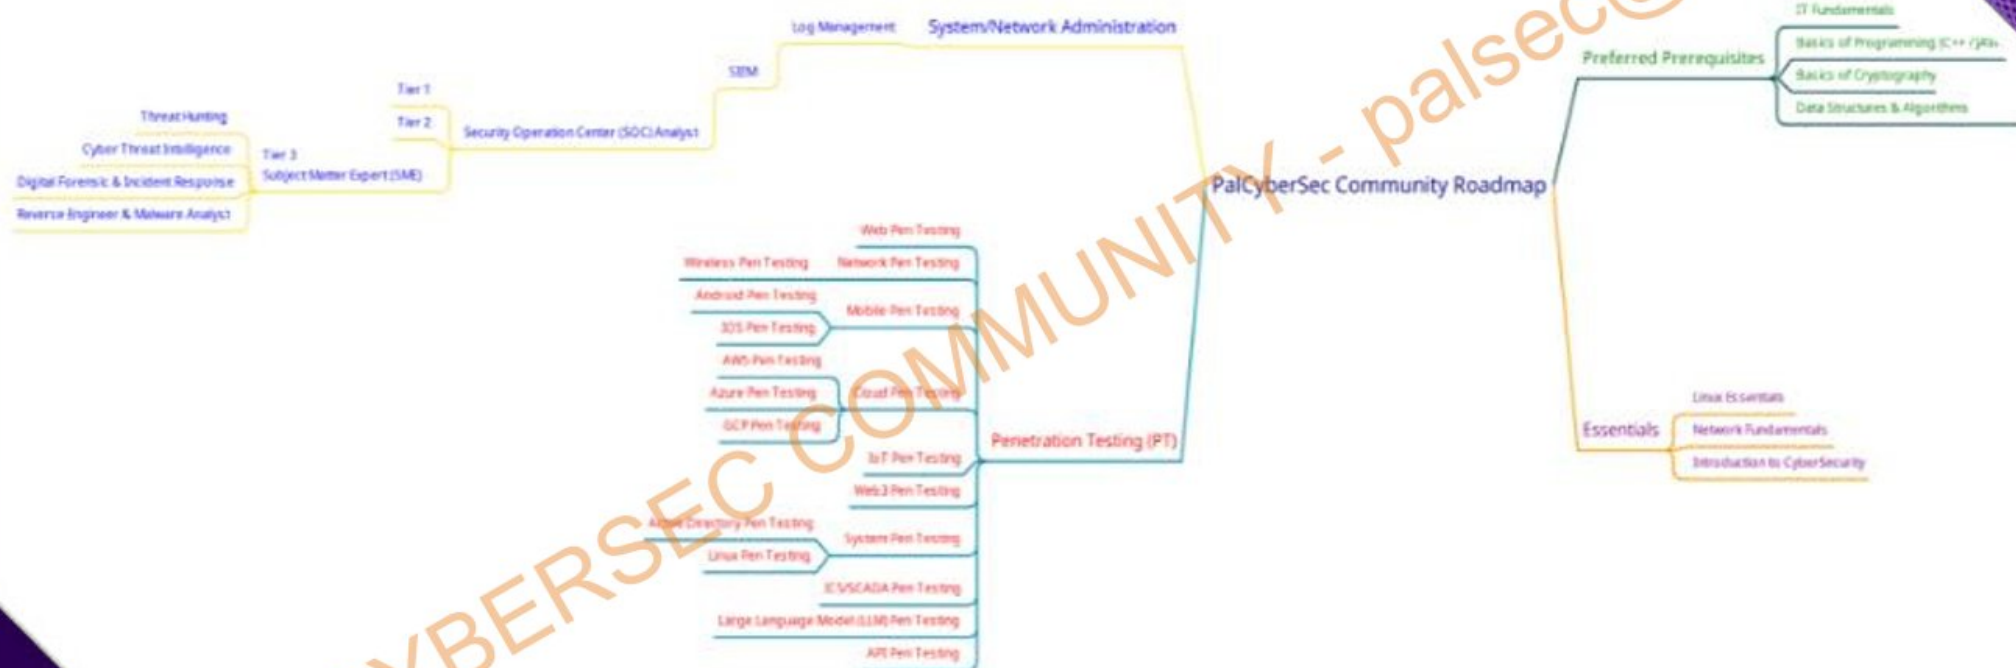 Log Management
System/Network Administration
SIEM
Tier 1
Tier 2
Security Operation Center (SOC) Analyst
Threat Hunting
Cyber Threat Intelligence
Tier 3
Subject Matter Expert (SME)
Digital Forensic & Incident Response
Reverse Engineer & Malware Analyst
PalCyberSec Community Roadmap
IT Fundamentals
Preferred Prerequisites
Basics of Programming (C++ /
Basics of Cryptography
Data Structures & Algorithms
Web Pen Testing
Wireless Pen Testing
Network Pen Testing
Android Pen Testing
Mobile Pen Testing
IOS Pen Testing
AWS Pen Testing
Azure Pen Testing
Cloud Pen Testing
GCP Pen Testing
Penetration Testing (PT)
IoT Pen Testing
Web3 Pen Testing
Active Directory Pen Testing
System Pen Testing
Linux Pen Testing
ICS/SCADA Pen Testing
Large Language Model (LLM) Pen Testing
API Pen Testing
Essentials
Linux Essentials
Network Fundamentals
Introduction to CyberSecurity
YBERSEC COMMUNITY - palsec@